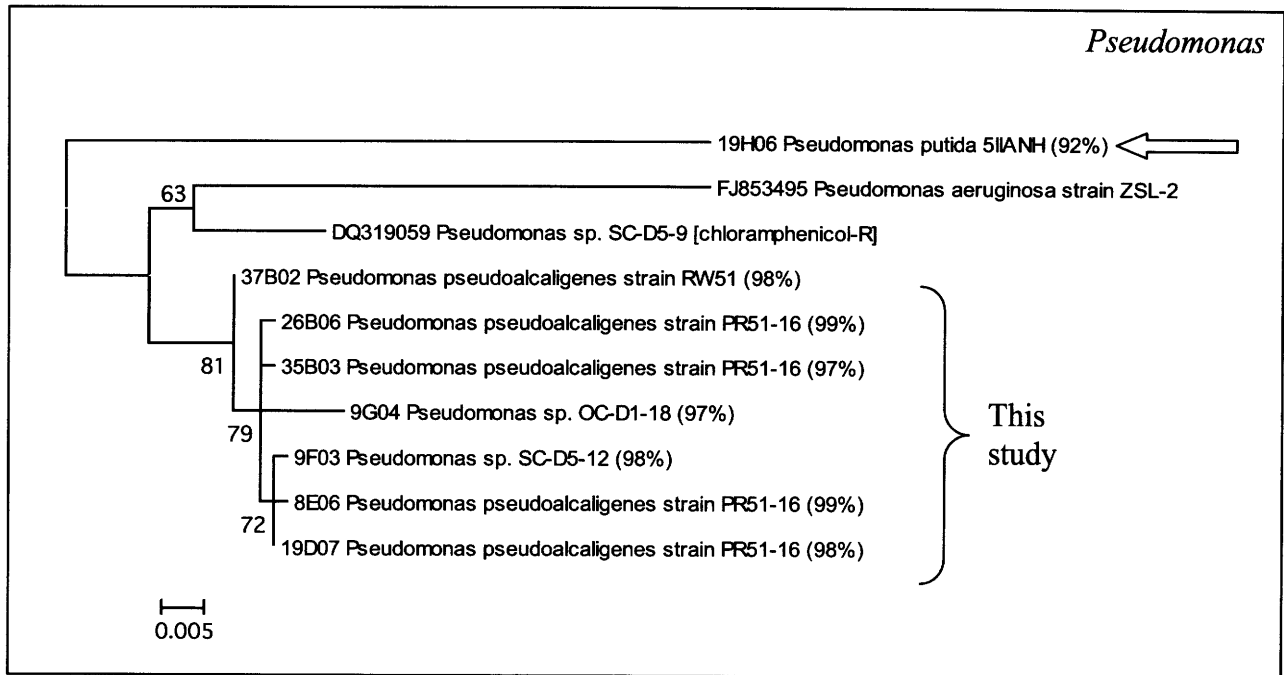 Pseudomonas
19H06 Pseudomonas putida 5IIANH (92%)
63
FJ853495 Pseudomonas aeruginosa strain ZSL-2
DQ319059 Pseudomonas sp. SC-D5-9 [chloramphenicol-R]
37B02 Pseudomonas pseudoalcaligenes strain RW51 (98%)
26B06 Pseudomonas pseudoalcaligenes strain PR51-16 (99%)
81
35B03 Pseudomonas pseudoalcaligenes strain PR51-16 (97%)
9G04 Pseudomonas sp. OC-D1-18 (97%)
79
This
study
9F03 Pseudomonas sp. SC-D5-12 (98%)
8E06 Pseudomonas pseudoalcaligenes strain PR51-16 (99%)
72
19D07 Pseudomonas pseudoalcaligenes strain PR51-16 (98%)
0.005